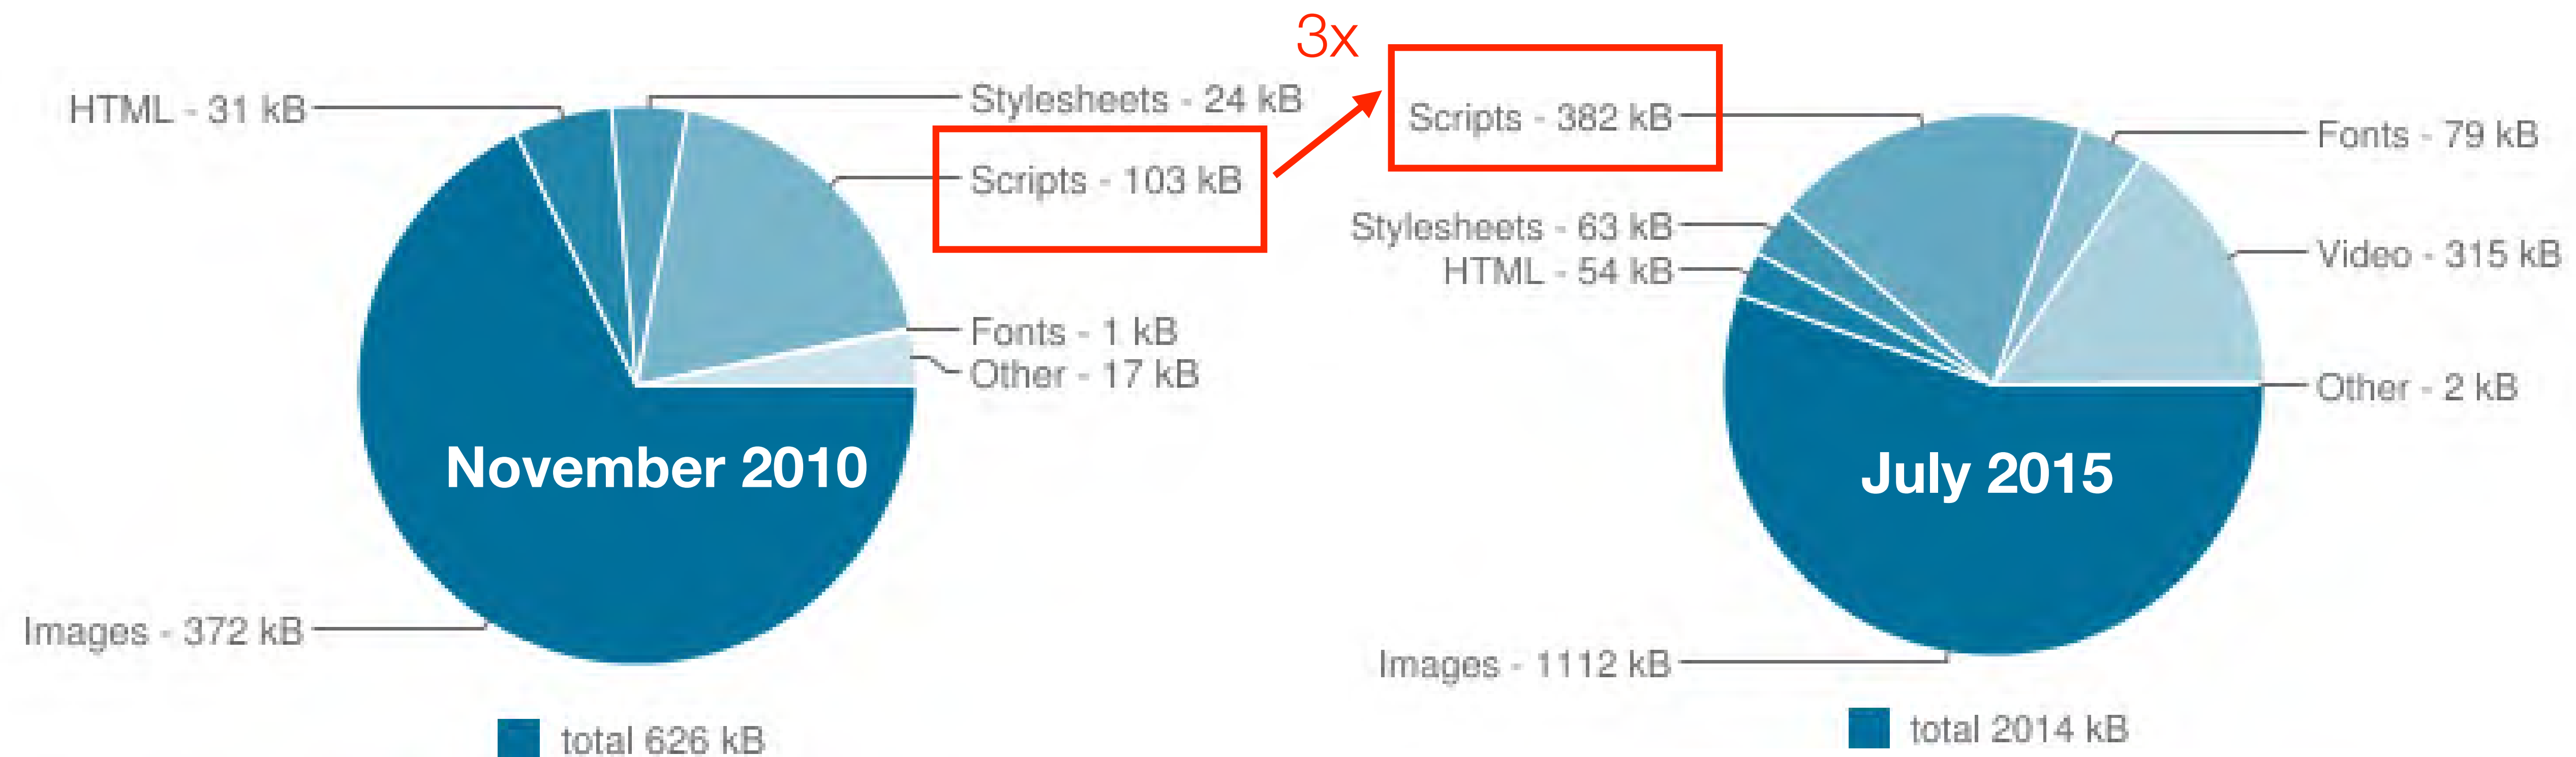 3x
HTML - 31 kB
Stylesheets - 24 kB
Scripts - 103 kB
Fonts - 1 kB
Other - 17 kB
November 2010
Images - 372 kB
total 626 kB
Scripts - 382 kB
Fonts - 79 kB
Stylesheets - 63 kB
Video - 315 kB
HTML - 54 kB
Other - 2 kB
July 2015
Images - 1112 kB
total 2014 kB